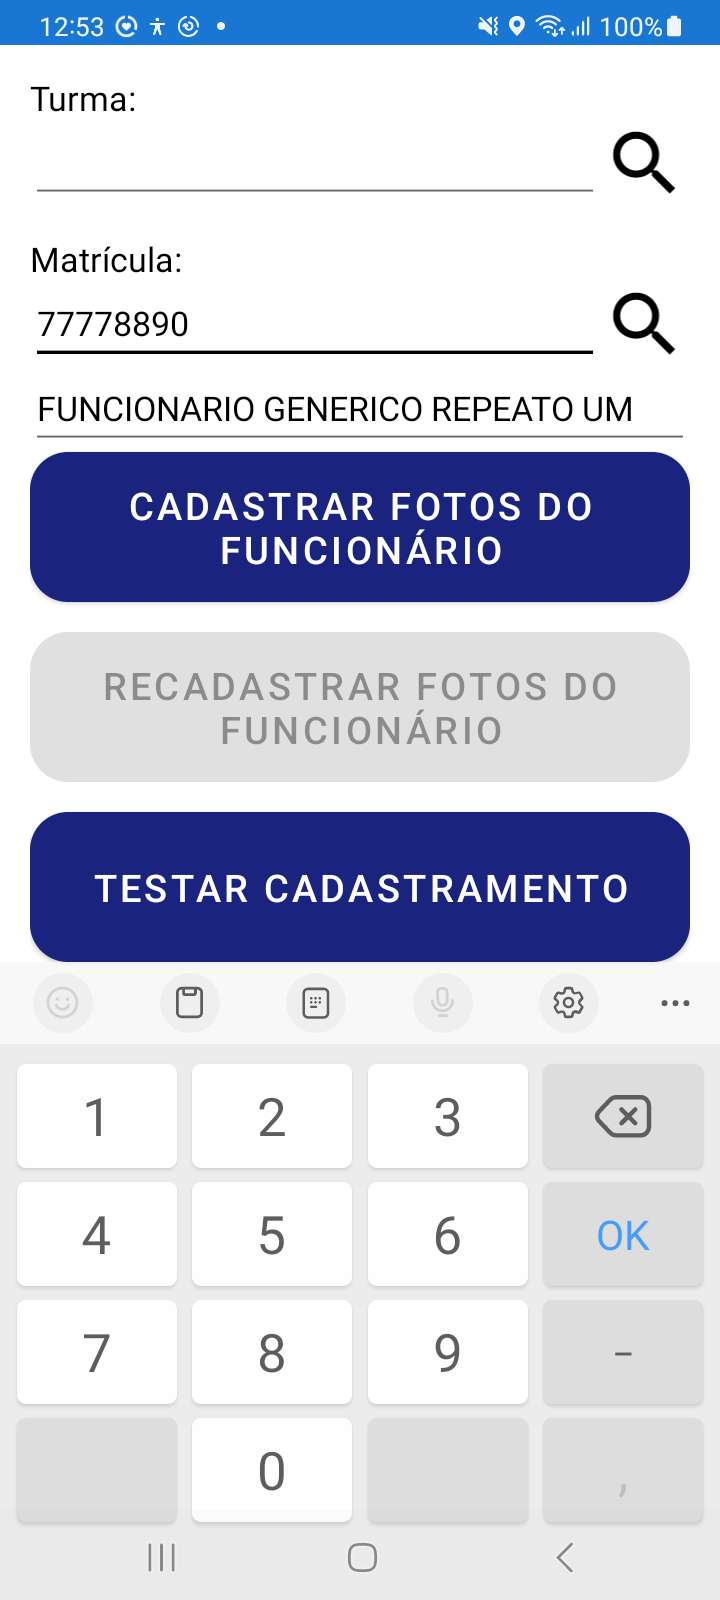 12:53 100%
Turma:
Matrícula:
77778890
FUNCIONARIO GENERICO REPEATO UM
CADASTRAR FOTOS DO
FUNCIONÁRIO
RECADASTRAR FOTOS DO
FUNCIONÁRIO
TESTAR CADASTRAMENTO
1 2 3
4 5 6 OK
7 8 9 -
0 ,